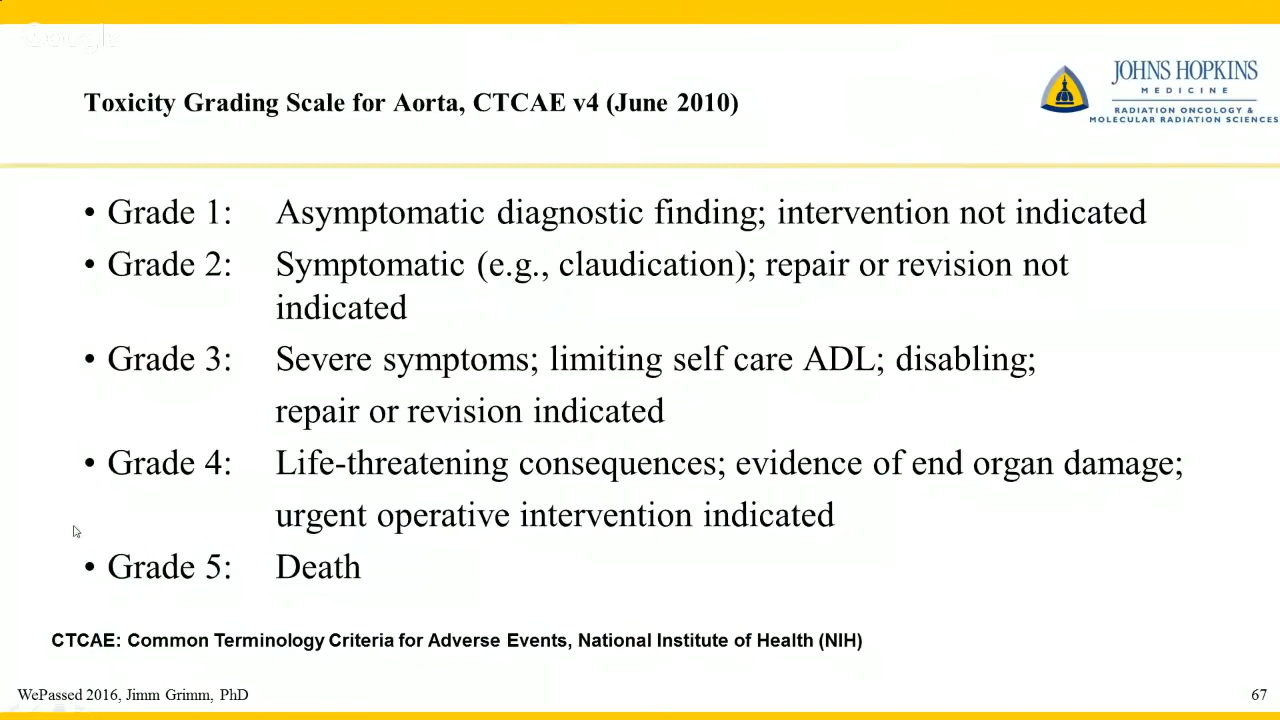 Google
Toxicity Grading Scale for Aorta, CTCAE v4 (June 2010)
JOHNS HOPKINS
MEDICINE
RADIATION ONCOLOGY &
MOLECULAR RADIATION SCIENCES
• Grade 1: Asymptomatic diagnostic finding; intervention not indicated
• Grade 2: Symptomatic (e.g., claudication); repair or revision not
indicated
• Grade 3: Severe symptoms; limiting self care ADL; disabling;
repair or revision indicated
• Grade 4: Life-threatening consequences; evidence of end organ damage;
urgent operative intervention indicated
• Grade 5: Death
CTCAE: Common Terminology Criteria for Adverse Events, National Institute of Health (NIH)
WePassed 2016, Jimm Grimm, PhD
67